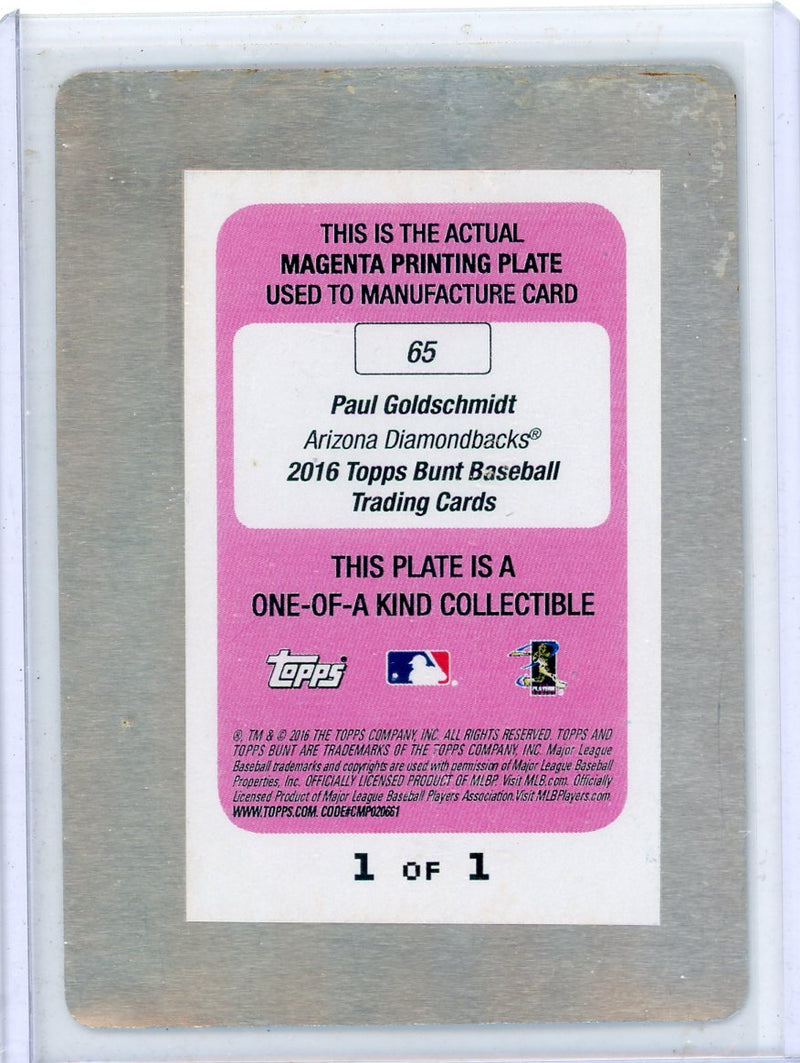 THIS IS THE ACTUAL
MAGENTA PRINTING PLATE
USED TO MANUFACTURE CARD
65
Paul Goldschmidt
Arizona Diamondbacks®
2016 Topps Bunt Baseball
Trading Cards
THIS PLATE IS A
ONE-OF-A KIND COLLECTIBLE
topps
®, TM & © 2016 THE TOPPS COMPANY, INC. ALL RIGHTS RESERVED. TOPPS AND
TOPPS BUNT ARE TRADEMARKS OF THE TOPPS COMPANY, INC. Major League
Baseball trademarks and copyrights are used with permission of Major League Baseball
Properties, Inc. OFFICIALLY LICENSED PRODUCT OF MLBP. Visit MLB.com. Officially
Licensed Product of Major League Baseball Players Association. Visit MLBPlayers.com.
WWW.TOPPS.COM. CODE#CMP020661
1 OF 1